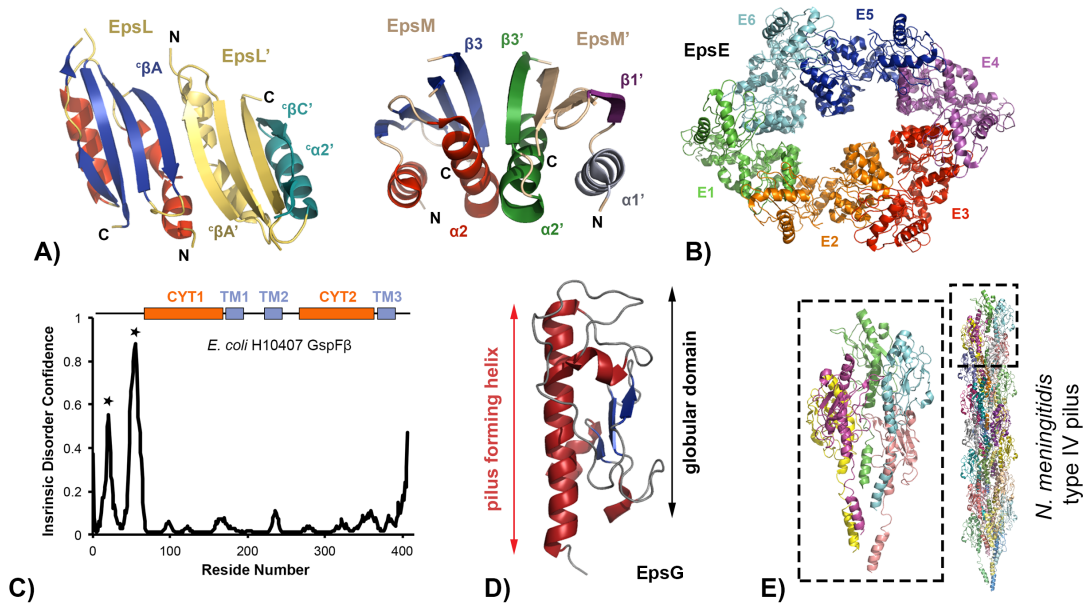 EpsL
N
ᶜβA
EpsL’
C
ᶜβC’
ᶜα2’
ᶜβA’
C
N
A)
EpsM
β3
β3’
EpsM’
β1’
C
C
N
α2
α2’
N
α1’
E6
E5
EpsE
E4
E1
E2
E3
B)
CYT1
TM1
TM2
CYT2
TM3
E. coli H10407 GspFβ
Insrinsic Disorder Confidence
1
0.8
0.6
0.4
0.2
0
0
100
200
300
400
Reside Number
C)
pilus forming helix
globular domain
EpsG
D)
N. meningitidis
type IV pilus
E)